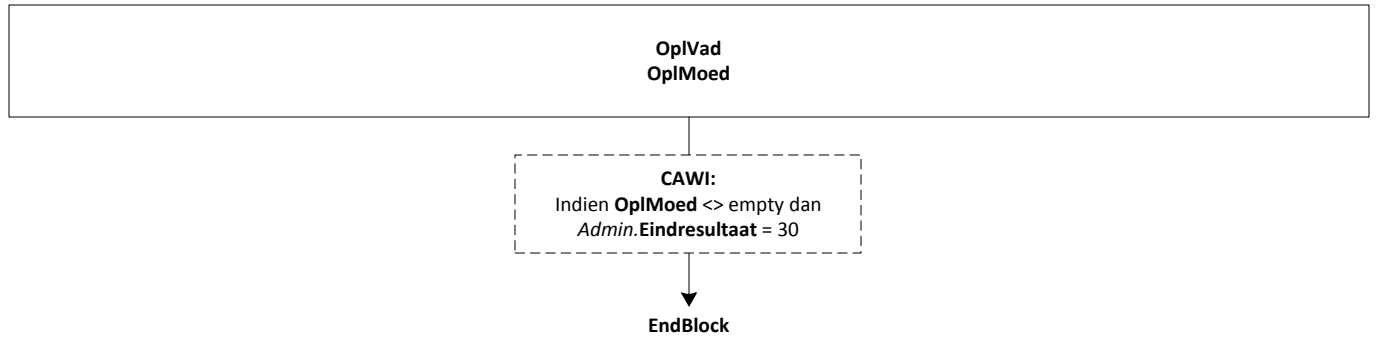 OplVad
OplMoed
CAWI:
Indien OplMoed <> empty dan
Admin.Eindresultaat = 30
EndBlock